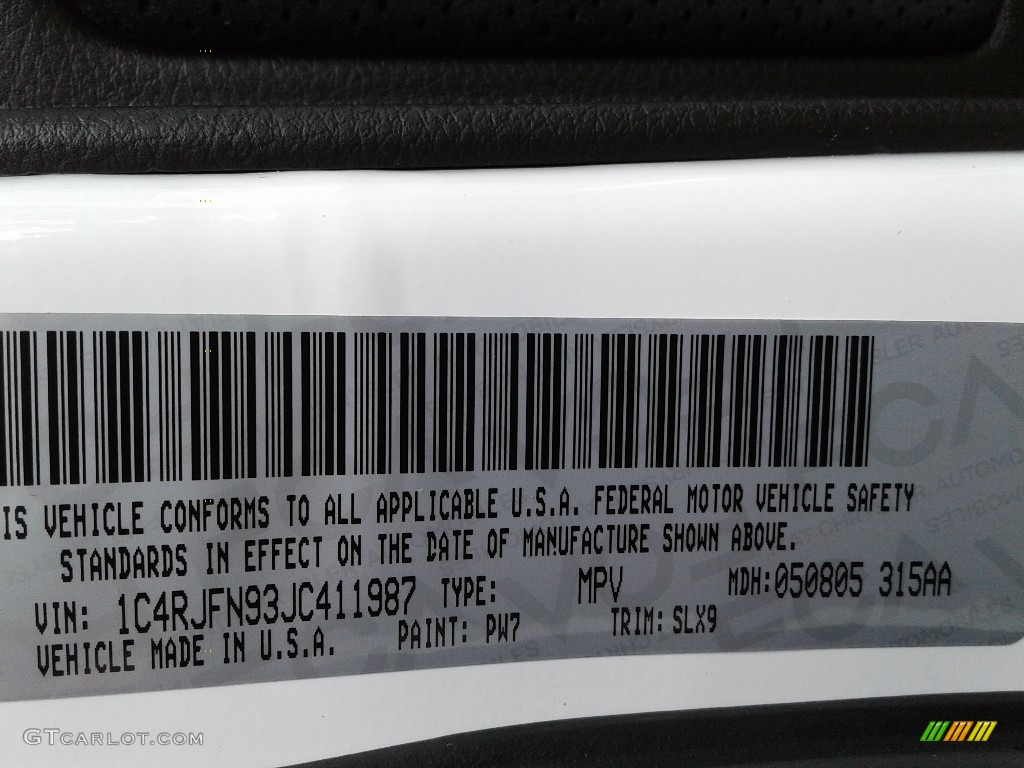 IS VEHICLE CONFORMS TO ALL APPLICABLE U.S.A. FEDERAL MOTOR VEHICLE SAFETY
STANDARDS IN EFFECT ON THE DATE OF MANUFACTURE SHOWN ABOVE.
VIN: 1C4RJFN93JC411987 TYPE: MPV MDH: 050805 315AA
VEHICLE MADE IN U.S.A. PAINT: PW7 TRIM: SLX9
GTCARLOT.COM